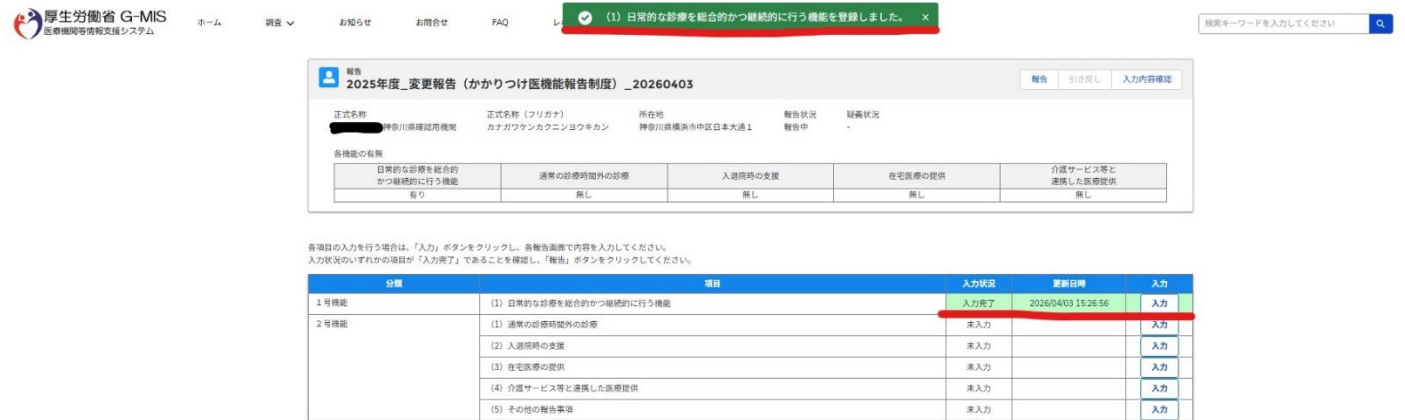 厚生労働省 G-MIS
医療機関等情報支援システム
ホーム 調査 お知らせ お問合せ FAQ
(1) 日常的な診療を総合的かつ継続的に行う機能を登録しました。 ×
検索キーワードを入力してください
報告
2025年度_変更報告(かかりつけ医機能報告制度)_20260403
報告 引き戻し 入力内容確認
正式名称 正式名称(フリガナ) 所在地 報告状況 疑義状況
神奈川県確認用機関 カナガワケンカクニンヨウキカン 神奈川県横浜市中区日本大通1 報告中 -
各機能の有無
日常的な診療を総合的
かつ継続的に行う機能 通常の診療時間外の診療 入退院時の支援 在宅医療の提供 介護サービス等と
連携した医療提供
有り 無し 無し 無し 無し
各項目の入力を行う場合は、「入力」ボタンをクリックし、各報告画面で内容を入力してください。
入力状況のいずれかの項目が「入力完了」であることを確認し、「報告」ボタンをクリックしてください。
分類 項目 入力状況 更新日時 入力
1号機能 (1) 日常的な診療を総合的かつ継続的に行う機能 入力完了 2026/04/03 15:26:56 入力
2号機能 (1) 通常の診療時間外の診療 未入力 入力
(2) 入退院時の支援 未入力 入力
(3) 在宅医療の提供 未入力 入力
(4) 介護サービス等と連携した医療提供 未入力 入力
(5) その他の報告事項 未入力 入力